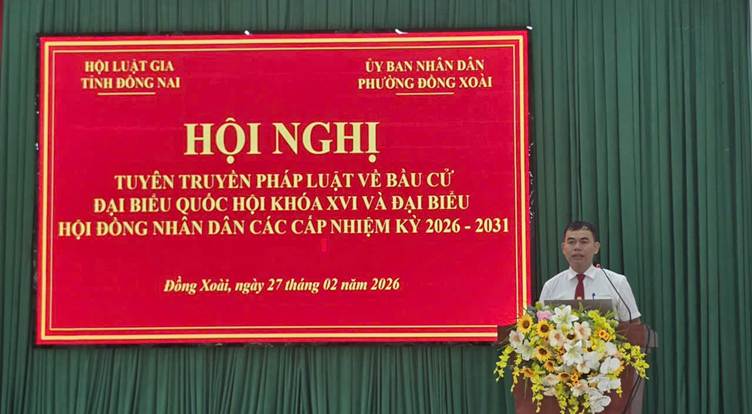 HỘI LUẬT GIA
TỈNH ĐỒNG NAI
ỦY BAN NHÂN DÂN
PHƯỜNG ĐỒNG XOÀI
HỘI NGHỊ
TUYÊN TRUYỀN PHÁP LUẬT VỀ BẦU CỬ
ĐẠI BIỂU QUỐC HỘI KHÓA XVI VÀ ĐẠI BIỂU
HỘI ĐỒNG NHÂN DÂN CÁC CẤP NHIỆM KỲ 2026 - 2031
Đồng Xoài, ngày 27 tháng 02 năm 2026